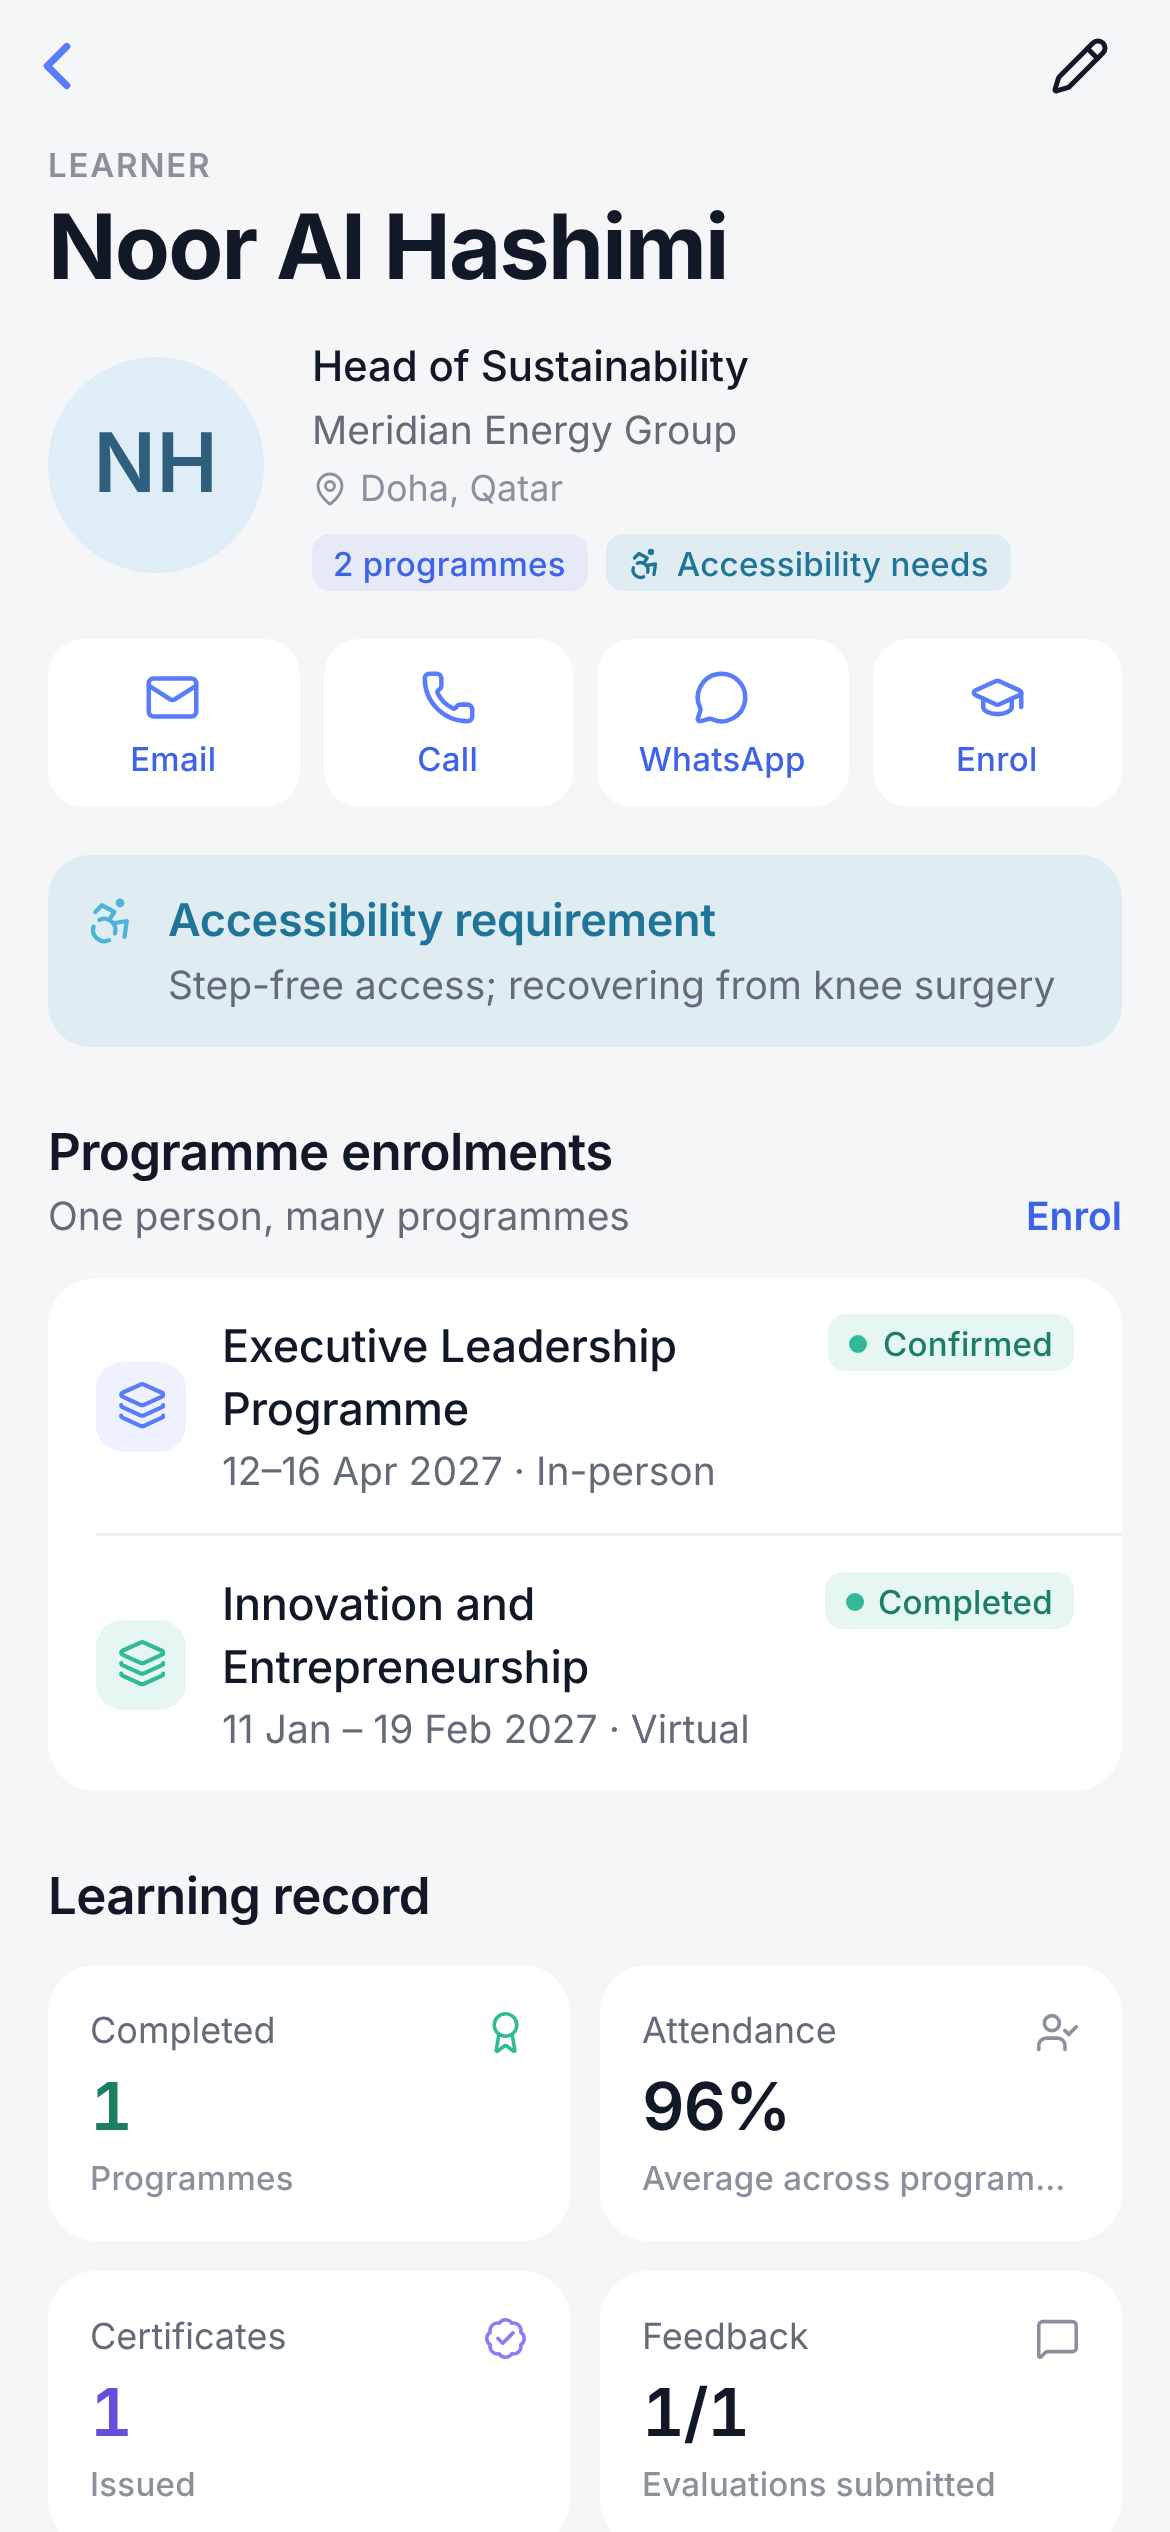 LEARNER
Noor Al Hashimi
NH
Head of Sustainability
Meridian Energy Group
Doha, Qatar
2 programmes
Accessibility needs
Email
Call
WhatsApp
Enrol
Accessibility requirement
Step-free access; recovering from knee surgery
Programme enrolments
One person, many programmes
Enrol
Executive Leadership
Programme
Confirmed
12–16 Apr 2027 · In-person
Innovation and
Entrepreneurship
Completed
11 Jan – 19 Feb 2027 · Virtual
Learning record
Completed
1
Programmes
Attendance
96%
Average across program...
Certificates
1
Issued
Feedback
1/1
Evaluations submitted